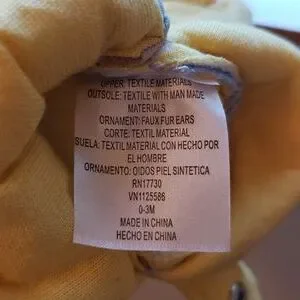 UPPER: TEXTILE MATERIALS
OUTSOLE: TEXTILE WITH MAN MADE
MATERIALS
ORNAMENT: FAUX FUR EARS
CORTE: TEXTIL MATERIAL
SUELA: TEXTIL MATERIAL CON HECHO POR
EL HOMBRE
ORNAMENTO: OIDOS PIEL SINTETICA
RN17730
VN1125586
0-3M
MADE IN CHINA
HECHO EN CHINA